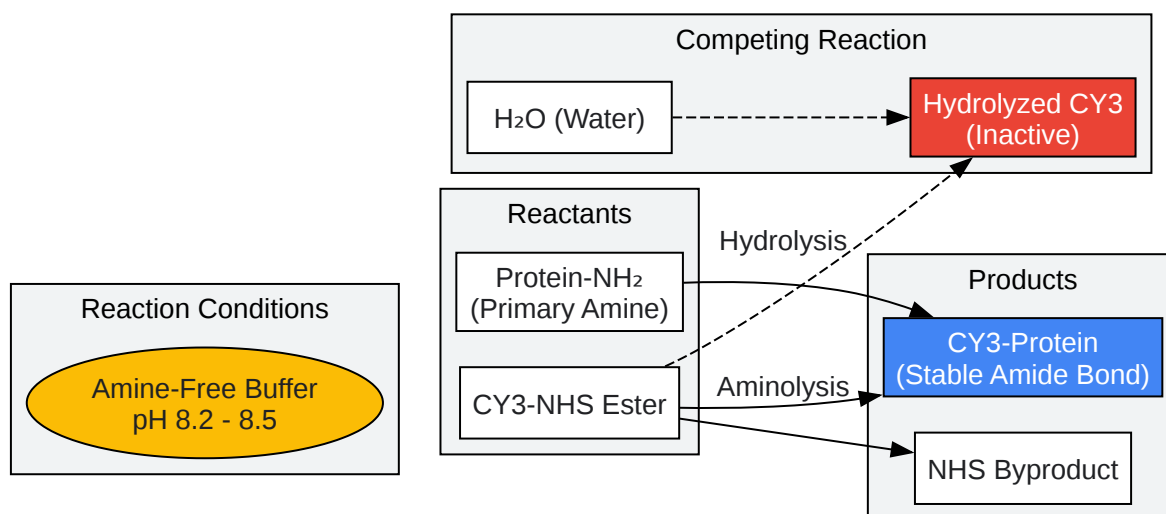 Competing Reaction
H₂O (Water)
Hydrolyzed CY3
(Inactive)
Reactants
Hydrolysis
Protein-NH₂
(Primary Amine)
CY3-NHS Ester
Aminolysis
Products
CY3-Protein
(Stable Amide Bond)
NHS Byproduct
Reaction Conditions
Amine-Free Buffer
pH 8.2 - 8.5